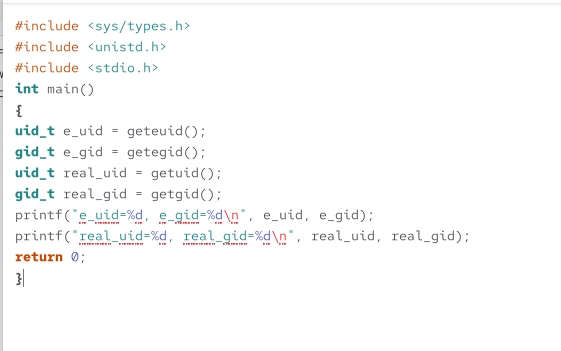 #include <sys/types.h>
#include <unistd.h>
#include <stdio.h>
int main()
{
uid_t e_uid = geteuid();
gid_t e_gid = getegid();
uid_t real_uid = getuid();
gid_t real_gid = getgid();
printf("e_uid=%d, e_gid=%d\n", e_uid, e_gid);
printf("real_uid=%d, real_gid=%d\n", real_uid, real_gid);
return 0;
}